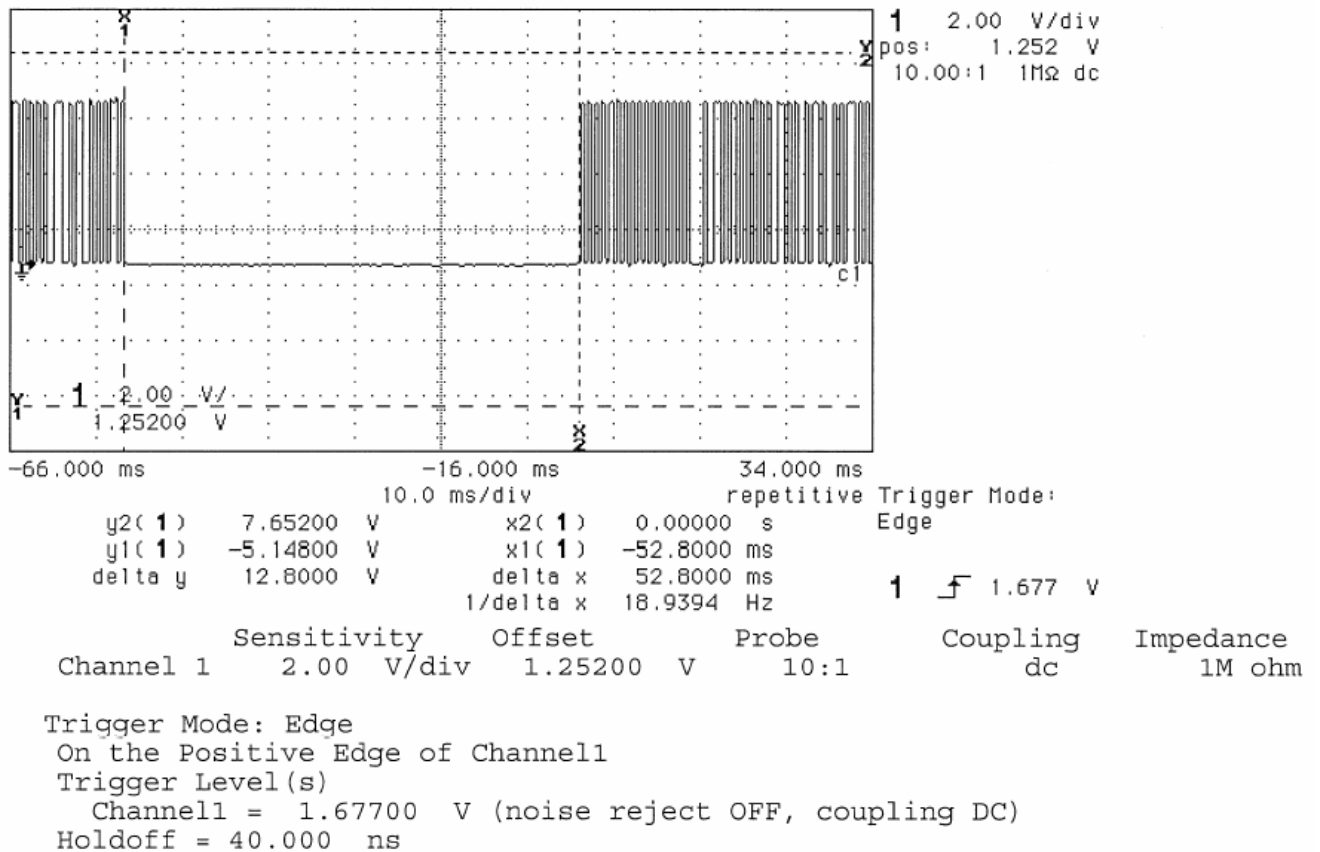 X
1
1 2.00 V/div
Y
2
pos: 1.252 V
10.00:1 1MΩ dc
c1
Y
1
1 2.00 V/
1.25200 V
X
2
-66.000 ms -16.000 ms 34.000 ms
10.0 ms/div repetitive Trigger Mode:
y2(1) 7.65200 V x2(1) 0.00000 s Edge
y1(1) -5.14800 V x1(1) -52.8000 ms
delta y 12.8000 V delta x 52.8000 ms 1 1.677 V
1/delta x 18.9394 Hz
Sensitivity Offset Probe Coupling Impedance
Channel 1 2.00 V/div 1.25200 V 10:1 dc 1M ohm
Trigger Mode: Edge
On the Positive Edge of Channel1
Trigger Level(s)
Channel1 = 1.67700 V (noise reject OFF, coupling DC)
Holdoff = 40.000 ns